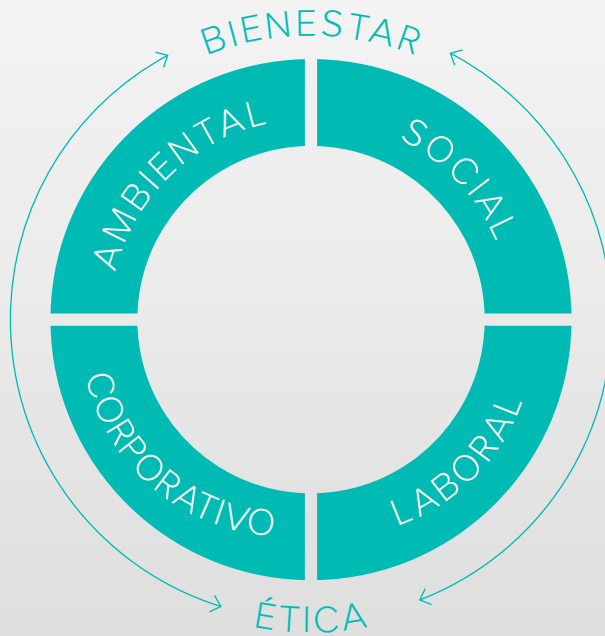 BIENESTAR
AMBIENTAL
SOCIAL
CORPORATIVO
LABORAL
ÉTICA